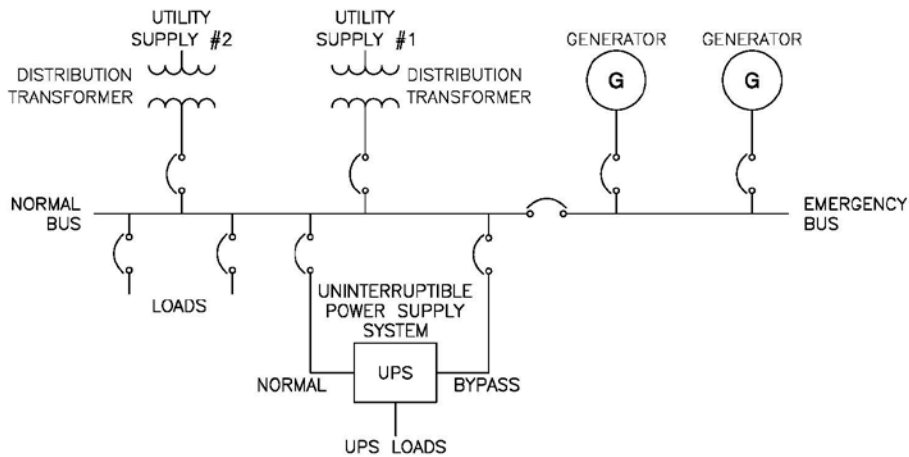 UTILITY
SUPPLY #2
UTILITY
SUPPLY #1
GENERATOR
GENERATOR
DISTRIBUTION
TRANSFORMER
DISTRIBUTION
TRANSFORMER
G
G
NORMAL
BUS
EMERGENCY
BUS
LOADS
UNINTERRUPTIBLE
POWER SUPPLY
SYSTEM
NORMAL
UPS
BYPASS
UPS LOADS